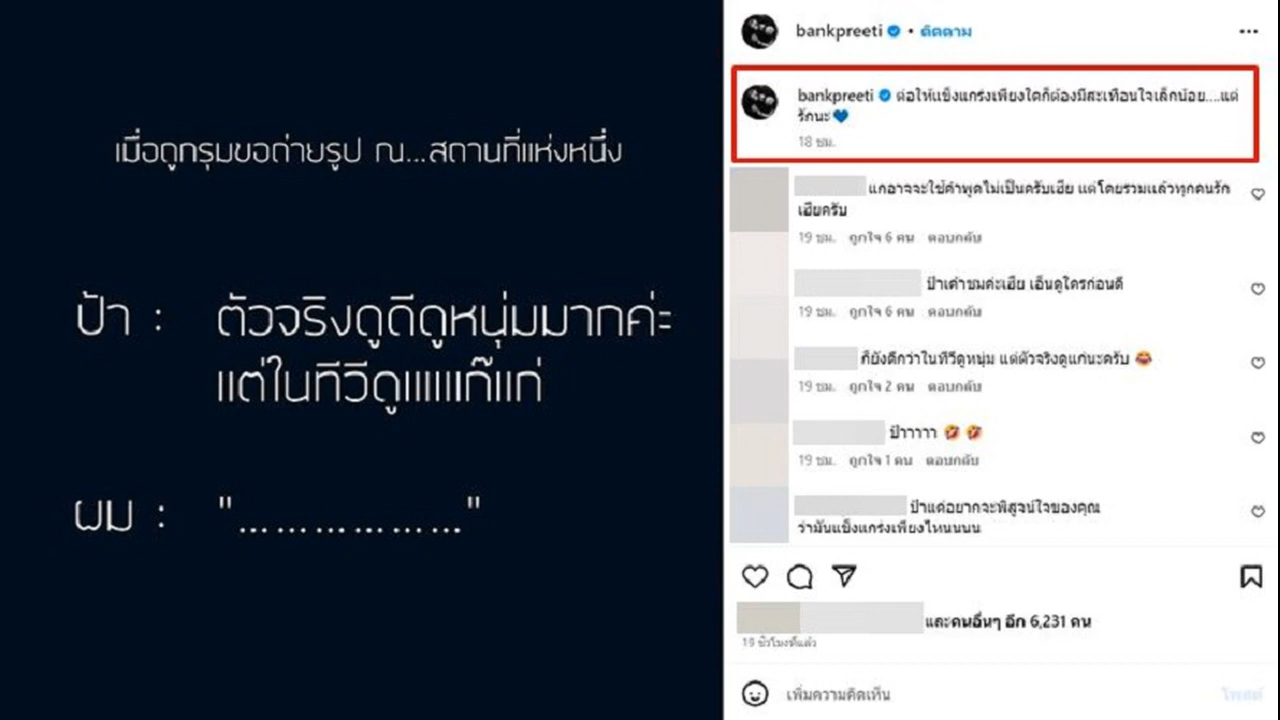 เมื่อถูกรุมขอถ่ายรูป ณ...สถานที่แห่งหนึ่ง
ป้า : ตัวจริงดูดีดูหนุ่มมากค่ะ
แต่ในทีวีดูแแแแก๊แก่
ผม : "..................."
bankpreeti • ติดตาม
bankpreeti ต่อให้แข็งแกร่งเพียงใดก็ต้องมีสะเทือนใจเล็กน้อย....แต่
รักนะ💙
18 ชม.
แกอาจจะใช้คำพูดไม่เป็นครับเฮีย แต่โดยรวมแล้วทุกคนรัก
เฮียครับ
19 ชม. ถูกใจ 6 คน ตอบกลับ
ป้าเค้าชมค่ะเฮีย เอ็นดูใครก่อนดี
19 ชม. ถูกใจ 6 คน ตอบกลับ
ก็ยังดีกว่าในทีวีดูหนุ่ม แต่ตัวจริงดูแก่นะครับ 😂
19 ชม. ถูกใจ 2 คน ตอบกลับ
ป้าาาาา 🤣 🤣
19 ชม. ถูกใจ 1 คน ตอบกลับ
ป้าแค่อยากจะพิสูจน์ใจของคุณ
ว่ามันแข็งแกร่งเพียงไหนนนน
และคนอื่นๆ อีก 6,231 คน
19 ชั่วโมงที่แล้ว
เพิ่มความคิดเห็น
โพสต์